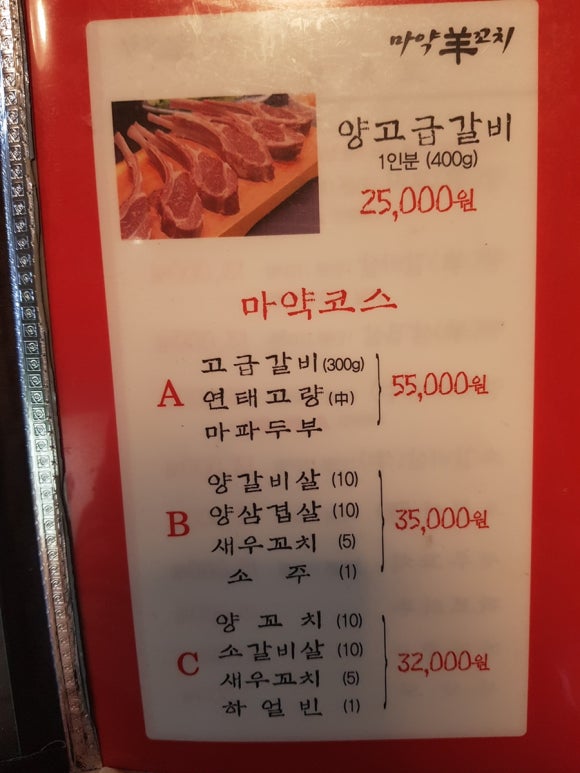 마약羊꼬치
양고급갈비
1인분 (400g)
25,000원
마약코스
A
고급갈비 (300g)
연태고량 (中)
마파두부
55,000원
B
양갈비살 (10)
양삼겹살 (10)
새우꼬치 (5)
소주 (1)
35,000원
C
양꼬치 (10)
소갈비살 (10)
새우꼬치 (5)
하얼빈 (1)
32,000원